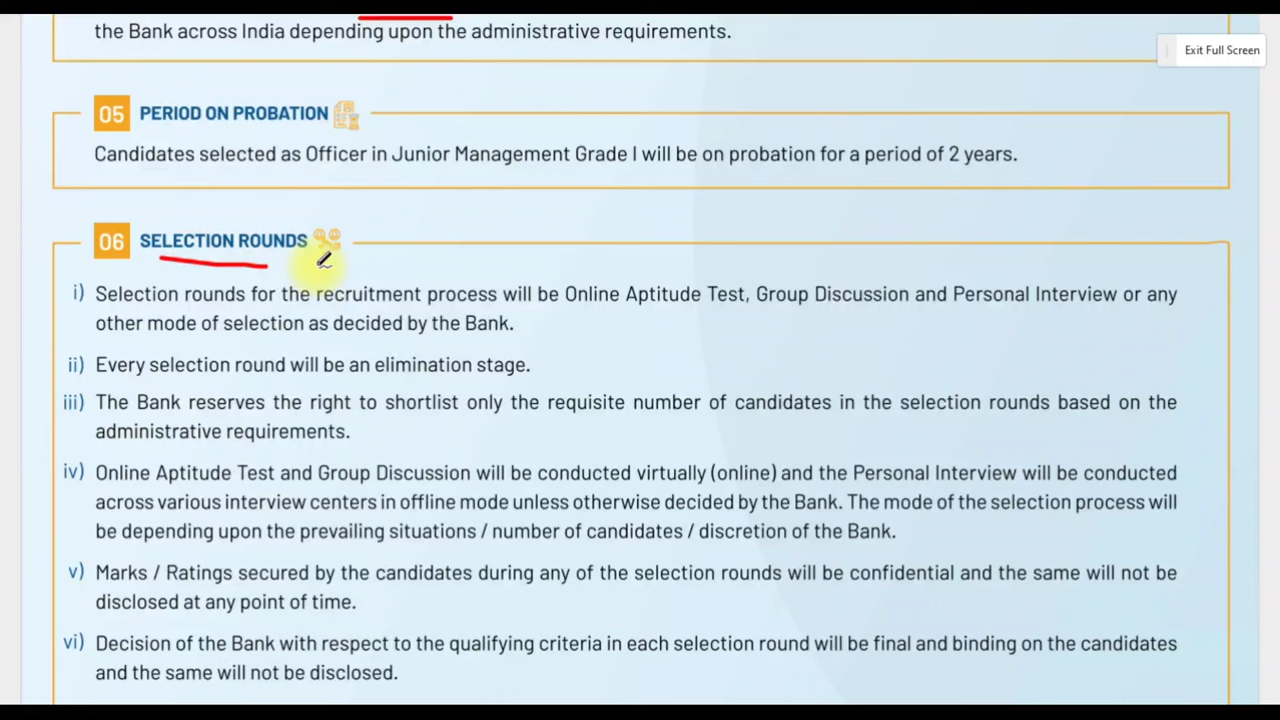 the Bank across India depending upon the administrative requirements.
Exit Full Screen
05 PERIOD ON PROBATION
Candidates selected as Officer in Junior Management Grade I will be on probation for a period of 2 years.
06 SELECTION ROUNDS
i) Selection rounds for the recruitment process will be Online Aptitude Test, Group Discussion and Personal Interview or any
other mode of selection as decided by the Bank.
ii) Every selection round will be an elimination stage.
iii) The Bank reserves the right to shortlist only the requisite number of candidates in the selection rounds based on the
administrative requirements.
iv) Online Aptitude Test and Group Discussion will be conducted virtually (online) and the Personal Interview will be conducted
across various interview centers in offline mode unless otherwise decided by the Bank. The mode of the selection process will
be depending upon the prevailing situations / number of candidates / discretion of the Bank.
v) Marks / Ratings secured by the candidates during any of the selection rounds will be confidential and the same will not be
disclosed at any point of time.
vi) Decision of the Bank with respect to the qualifying criteria in each selection round will be final and binding on the candidates
and the same will not be disclosed.